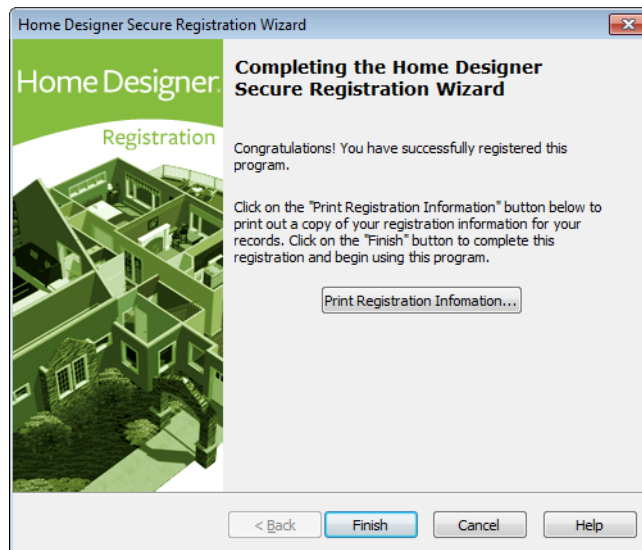 Home Designer Secure Registration Wizard
Home Designer.
Registration
Completing the Home Designer
Secure Registration Wizard
Congratulations! You have successfully registered this
program.
Click on the "Print Registration Information" button below to
print out a copy of your registration information for your
records. Click on the "Finish" button to complete this
registration and begin using this program.
Print Registration Infomation...
< Back
Finish
Cancel
Help